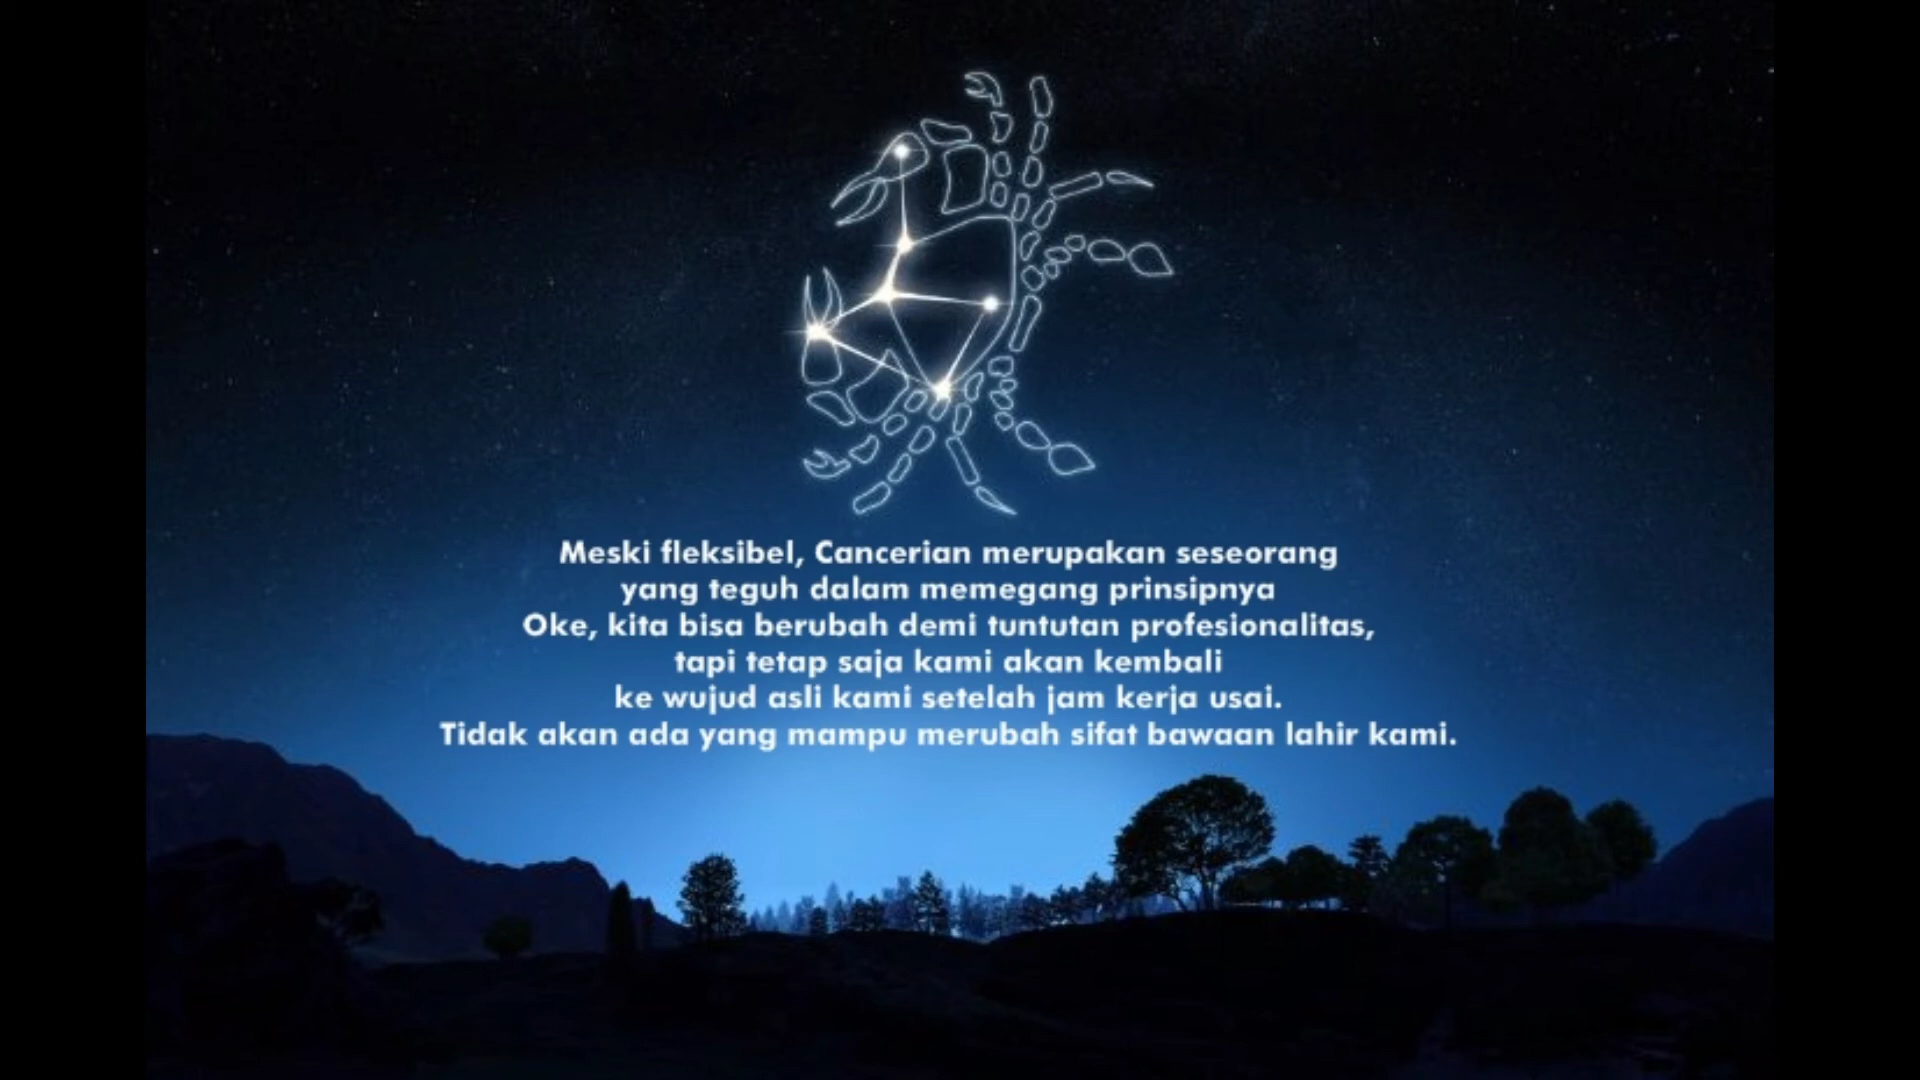 Meski fleksibel, Cancerian merupakan seseorang
yang teguh dalam memegang prinsipnya
Oke, kita bisa berubah demi tuntutan profesionalitas,
tapi tetap saja kami akan kembali
ke wujud asli kami setelah jam kerja usai.
Tidak akan ada yang mampu merubah sifat bawaan lahir kami.